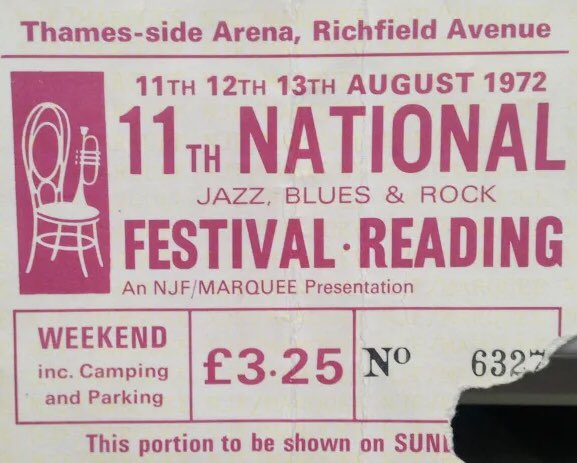 Thames-side Arena, Richfield Avenue
11TH 12TH 13TH AUGUST 1972
11TH NATIONAL
JAZZ, BLUES & ROCK
FESTIVAL · READING
An NJF/MARQUEE Presentation
WEEKEND
inc. Camping
and Parking
£3·25
No 6327
This portion to be shown on